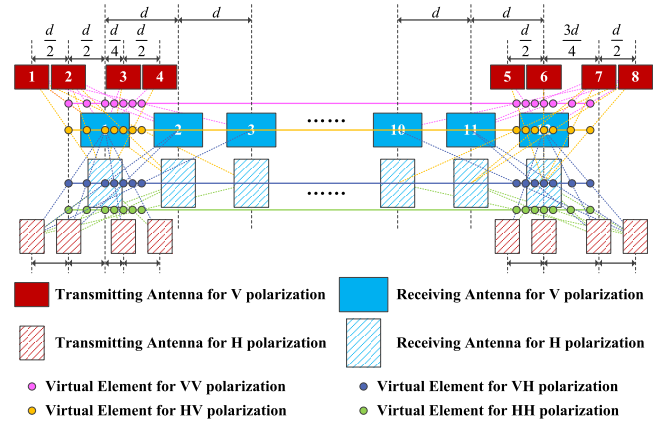 d d d d
d/2 d/2 d/4 d/2 d/2 3d/4 d/2
1 2 3 4 5 6 7 8
2 3 10 11
Transmitting Antenna for V polarization
Receiving Antenna for V polarization
Transmitting Antenna for H polarization
Receiving Antenna for H polarization
Virtual Element for VV polarization
Virtual Element for VH polarization
Virtual Element for HV polarization
Virtual Element for HH polarization